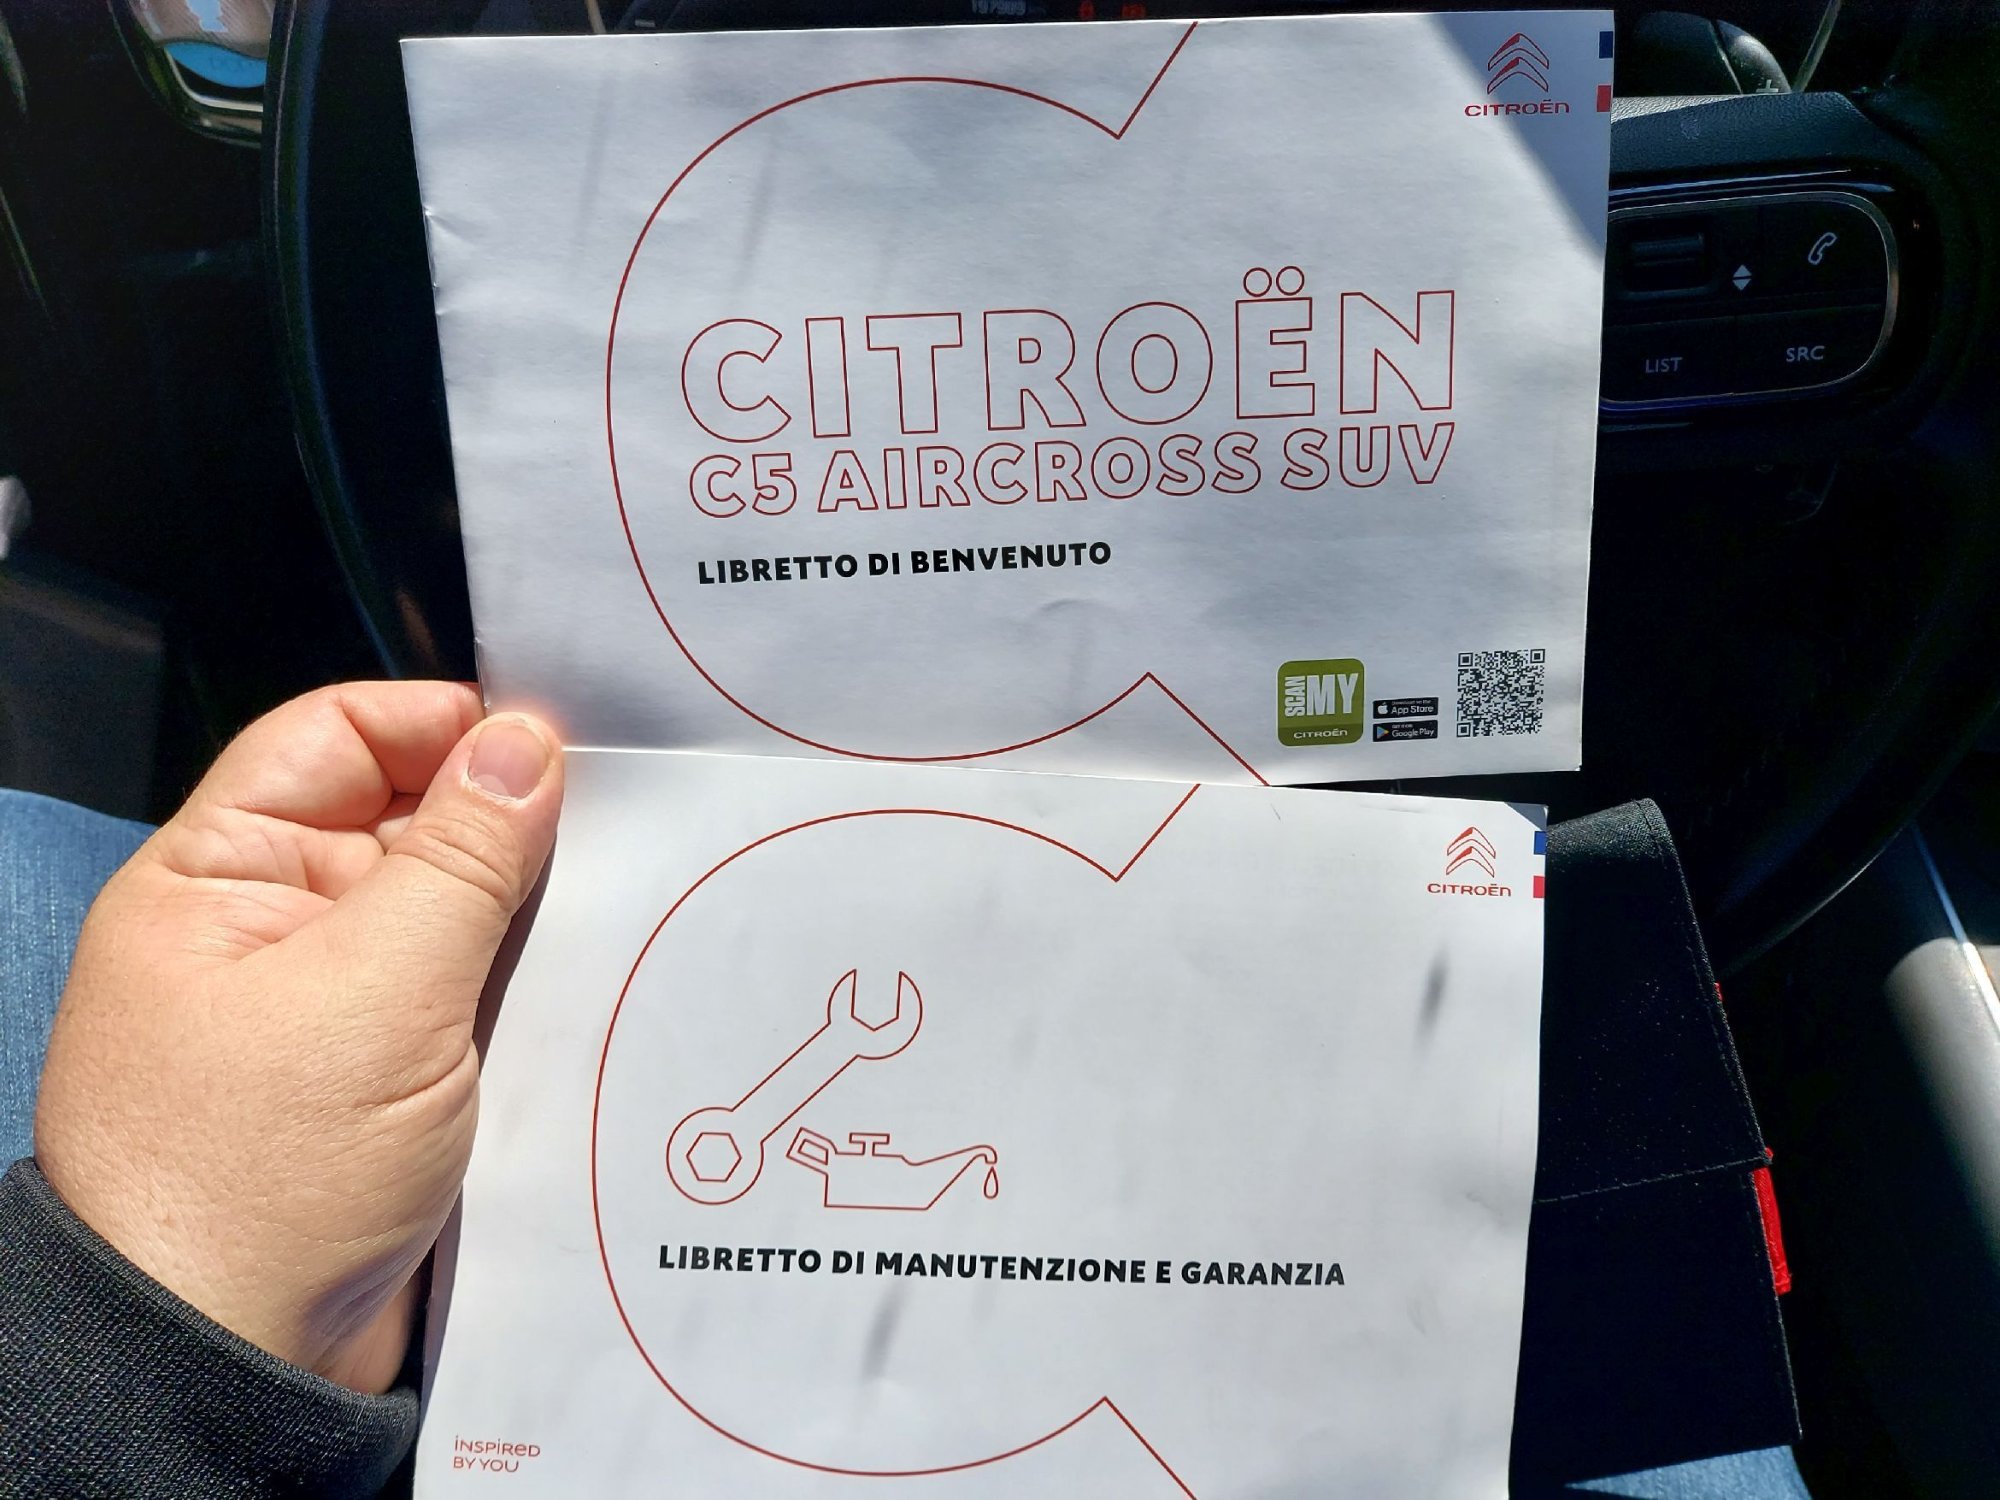 CITROËN
CITROËN
C5 AIRCROSS SUV
LIBRETTO DI BENVENUTO
SCAN MY
CITROËN
App Store
Google Play
LIST
SRC
CITROËN
LIBRETTO DI MANUTENZIONE E GARANZIA
INSPIRED
BY YOU